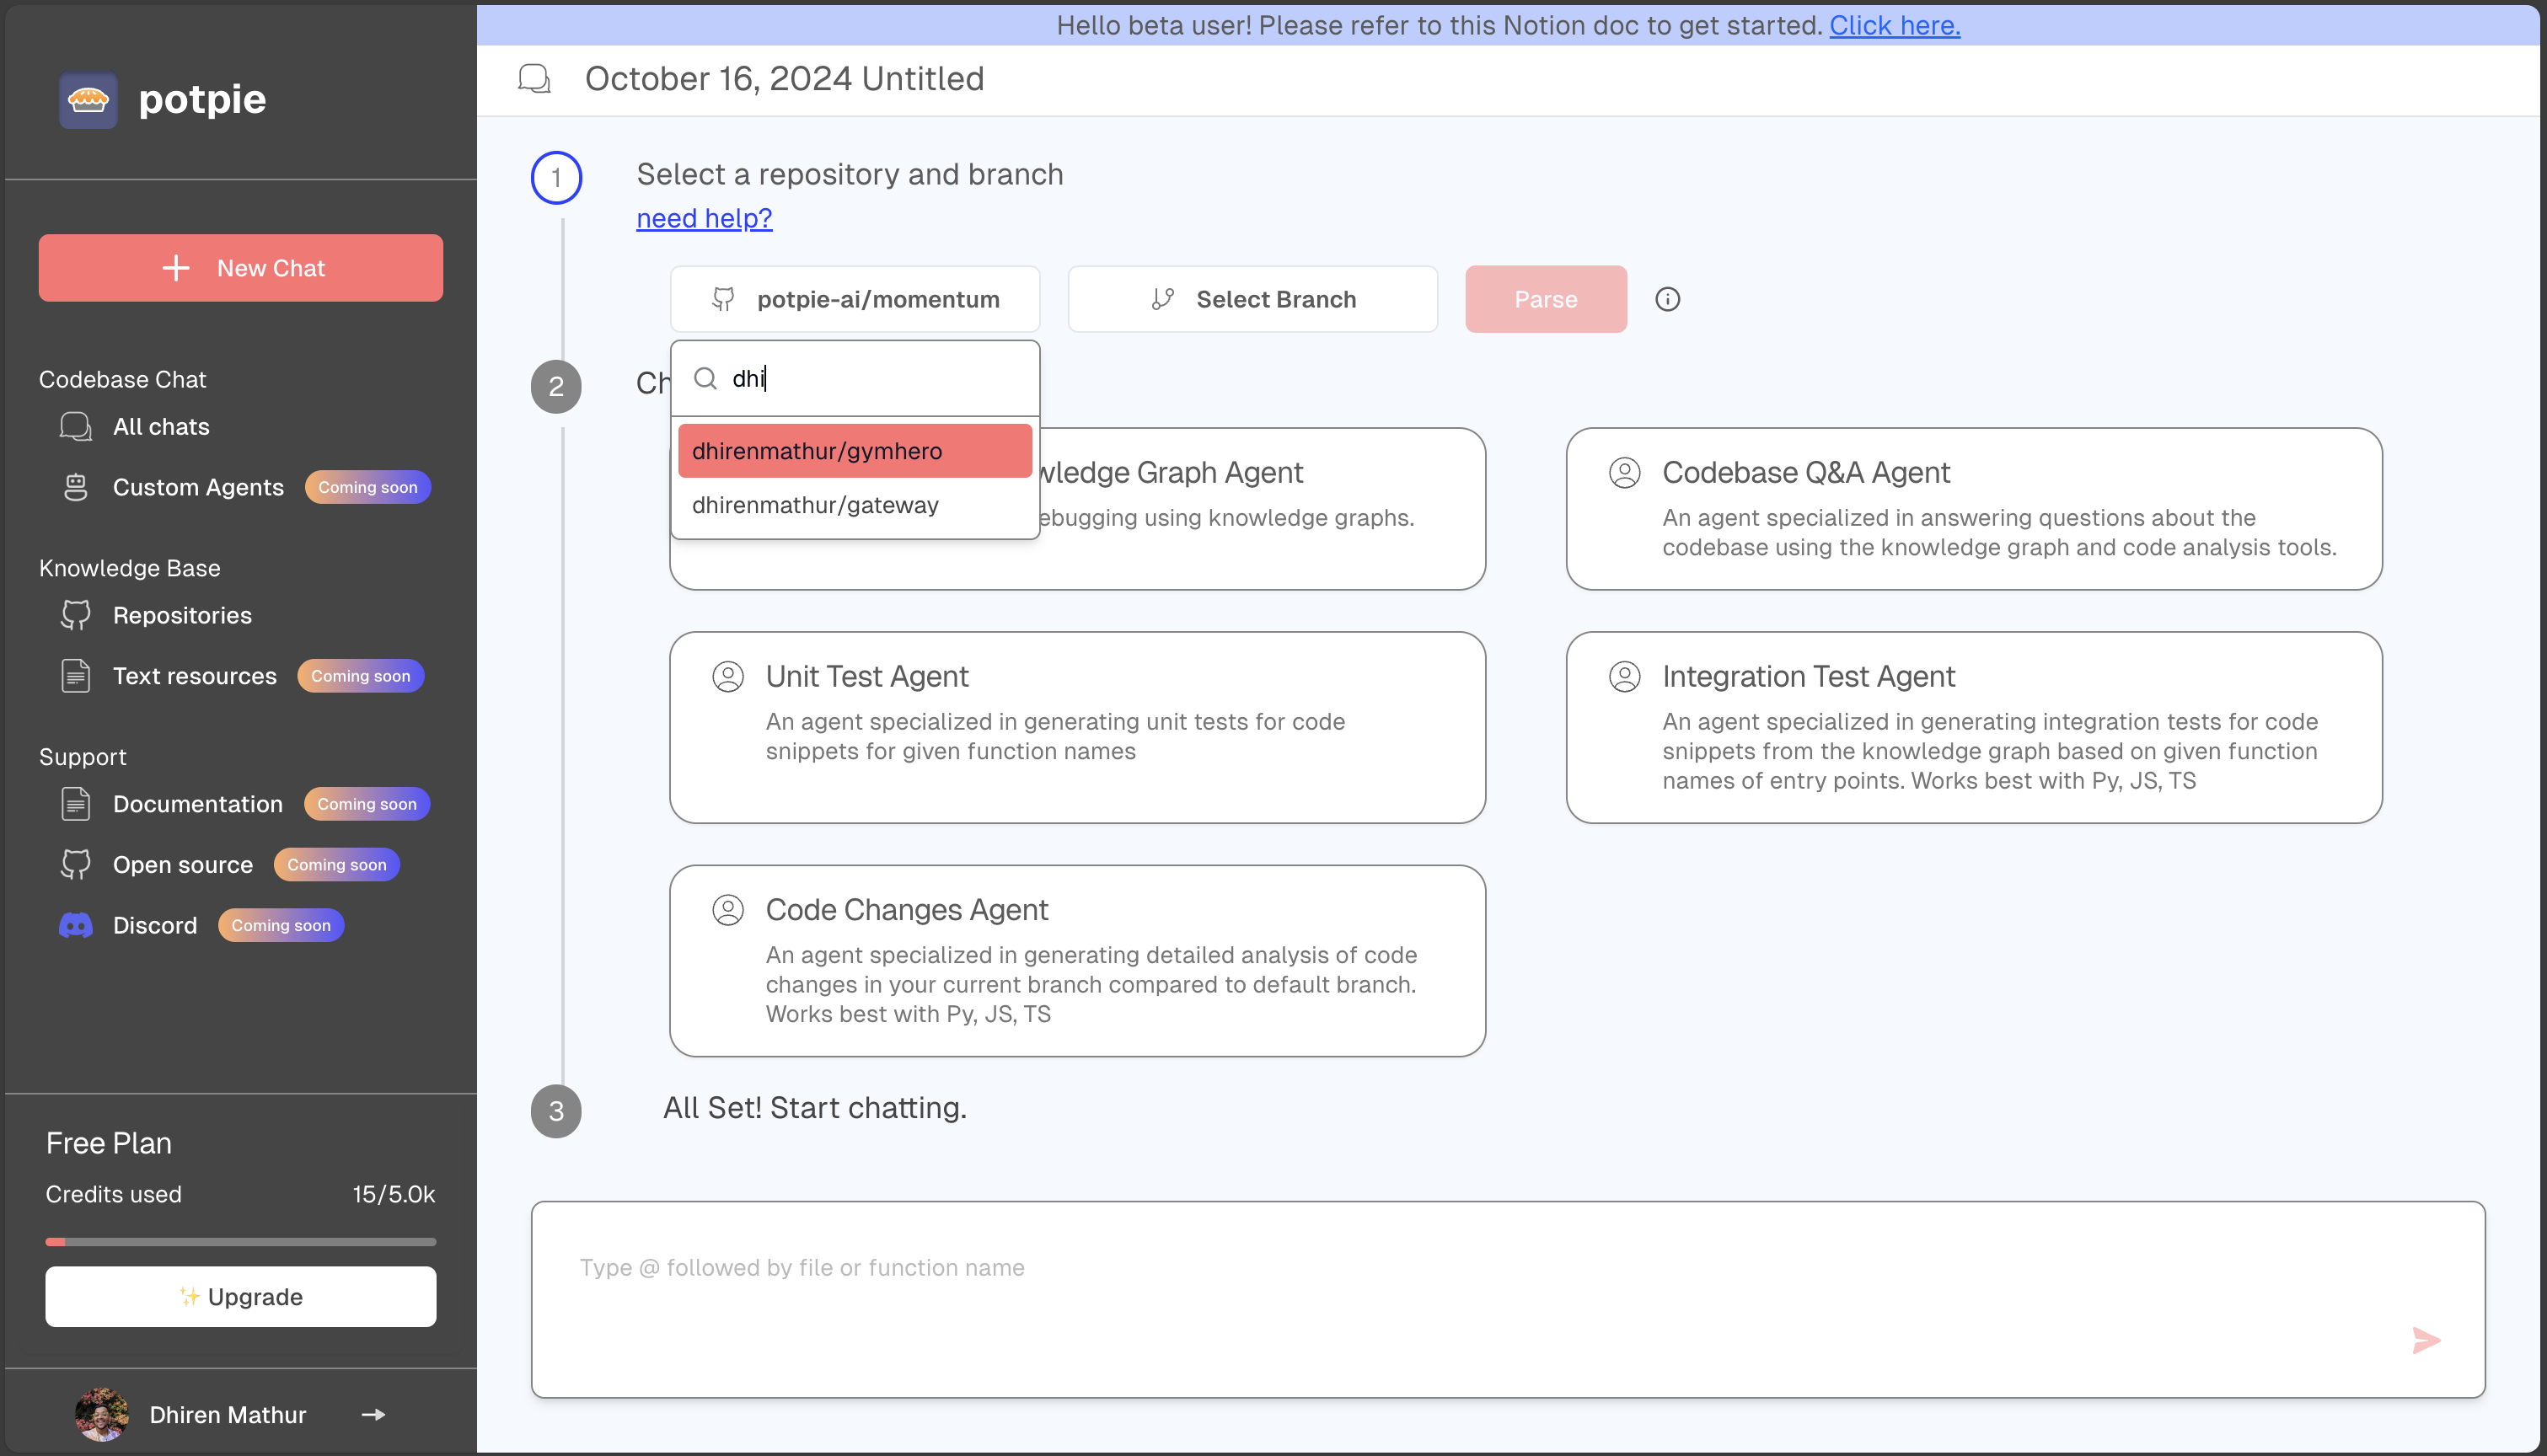 potpie
New Chat
Codebase Chat
All chats
Custom Agents
Coming soon
Knowledge Base
Repositories
Text resources
Coming soon
Support
Documentation
Coming soon
Open source
Coming soon
Discord
Coming soon
Free Plan
Credits used
15/5.0k
✨ Upgrade
Dhiren Mathur
Hello beta user! Please refer to this Notion doc to get started. Click here.
October 16, 2024 Untitled
1
Select a repository and branch
need help?
potpie-ai/momentum
Select Branch
Parse
dhi
dhirenmathur/gymhero
dhirenmathur/gateway
2
Graph Agent
using knowledge graphs.
Codebase Q&A Agent
An agent specialized in answering questions about the
codebase using the knowledge graph and code analysis tools.
Unit Test Agent
An agent specialized in generating unit tests for code
snippets for given function names
Integration Test Agent
An agent specialized in generating integration tests for code
snippets from the knowledge graph based on given function
names of entry points. Works best with Py, JS, TS
Code Changes Agent
An agent specialized in generating detailed analysis of code
changes in your current branch compared to default branch.
Works best with Py, JS, TS
3
All Set! Start chatting.
Type @ followed by file or function name